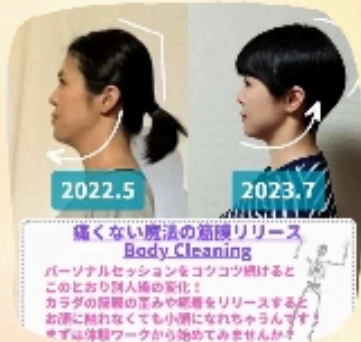 2022.5
2023.7
痛くない魔法の筋膜リリース
Body Cleaning
パーソナルセッションをコツコツ続けると
このとおり別人級の変化！
カラダの筋膜の歪みや癒着をリリースすると
お顔に触れなくても小顔になれちゃうんです！
まずは体験ワークから始めてみませんか？